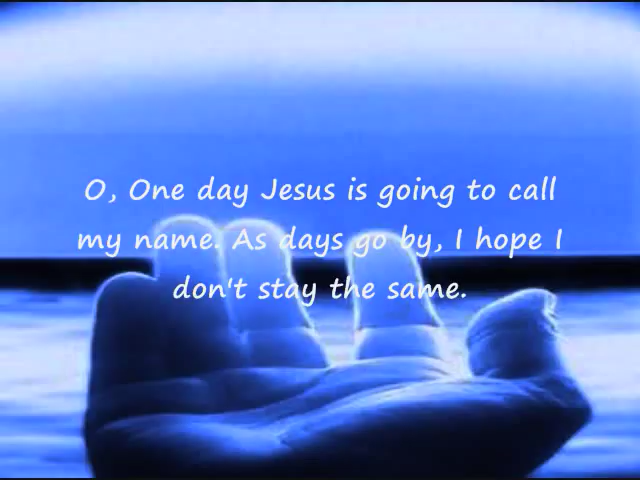 O, One day Jesus is going to call
my name. As days go by, I hope I
don't stay the same.